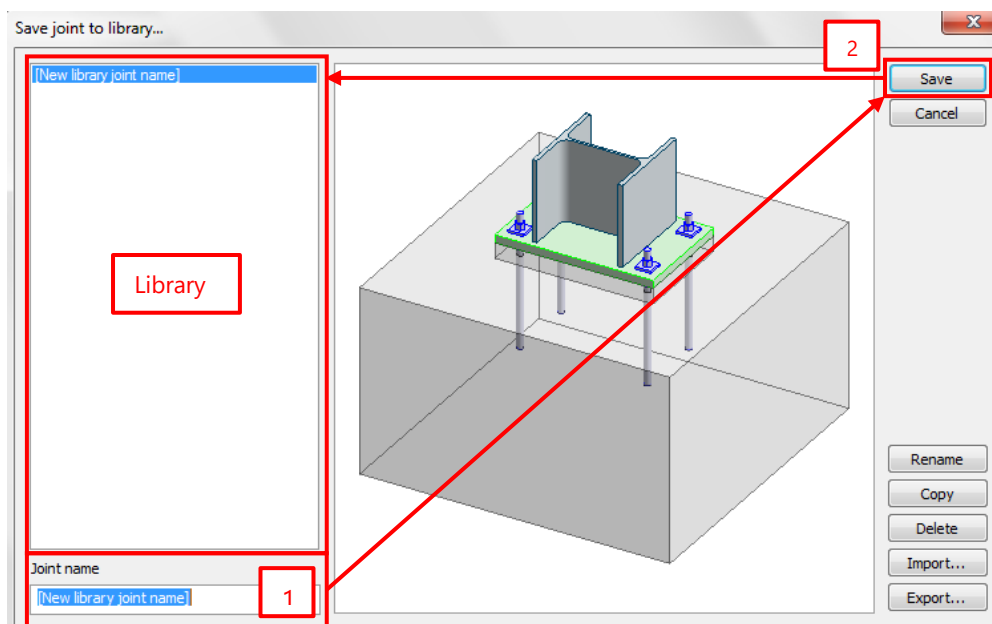 Save joint to library...
x
2
[New library joint name]
Save
Cancel
Library
Rename
Copy
Delete
Joint name
Import...
[New library joint name]
1
Export...